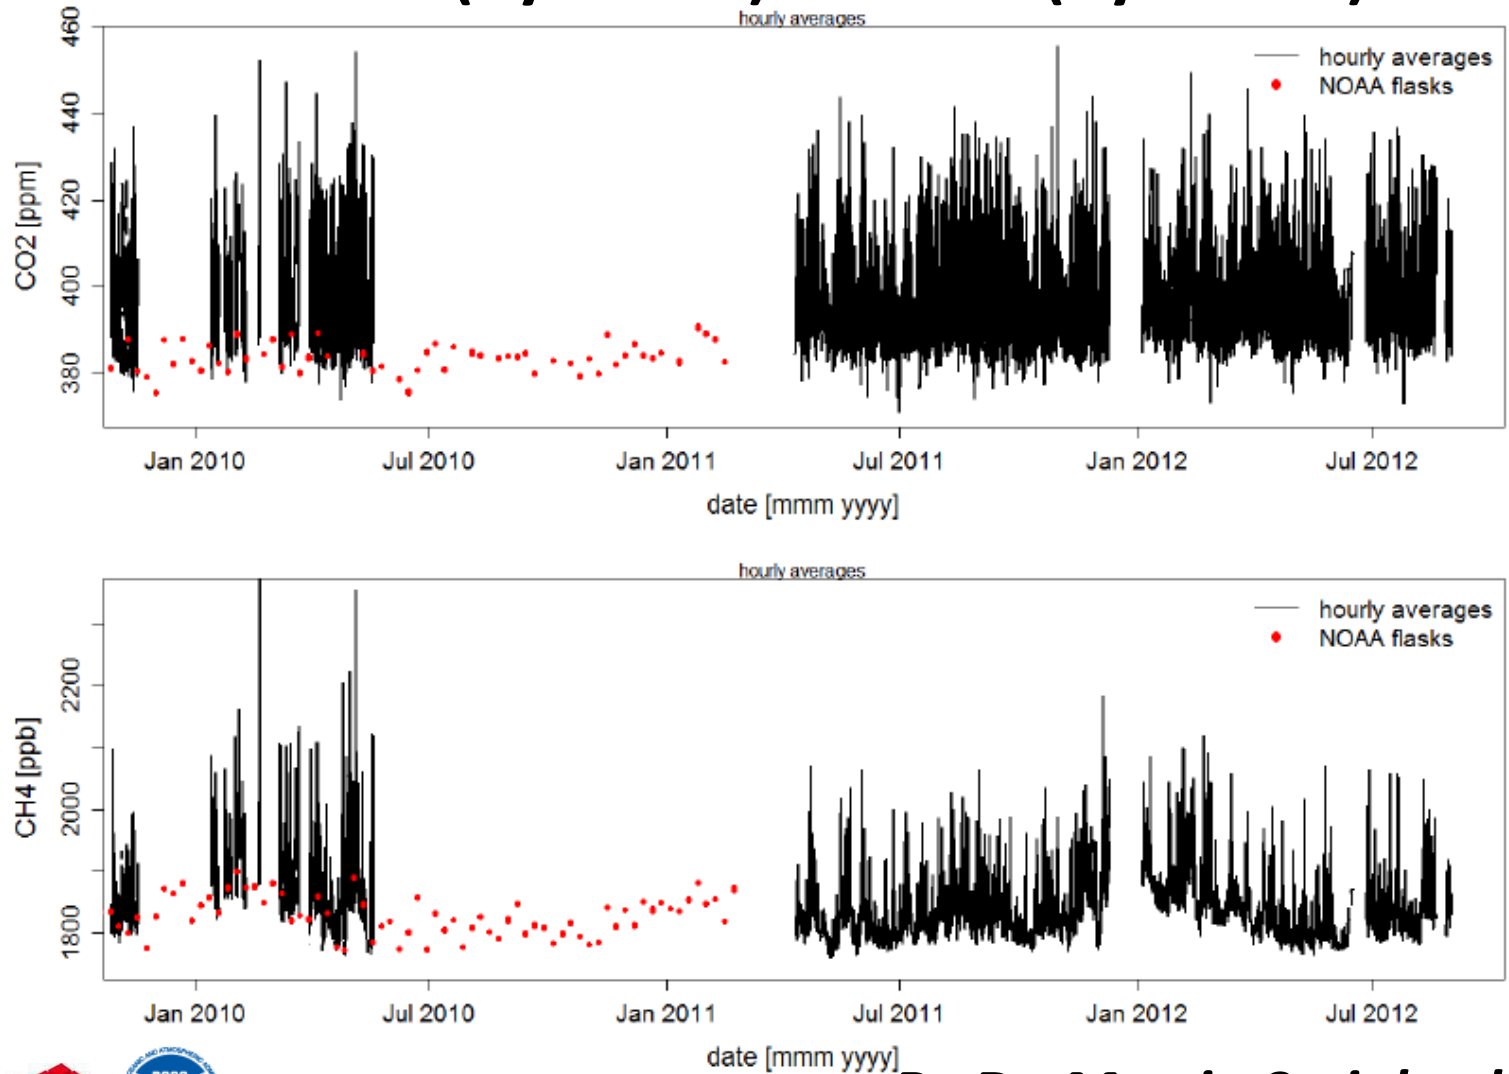 hourly averages
460
440
420
400
380
CO2 [ppm]
hourly averages
NOAA flasks
Jan 2010 Jul 2010 Jan 2011 Jul 2011 Jan 2012 Jul 2012
date [mmm yyyy]
hourly averages
2200
2000
1800
CH4 [ppb]
hourly averages
NOAA flasks
Jan 2010 Jul 2010 Jan 2011 Jul 2011 Jan 2012 Jul 2012
date [mmm yyyy]